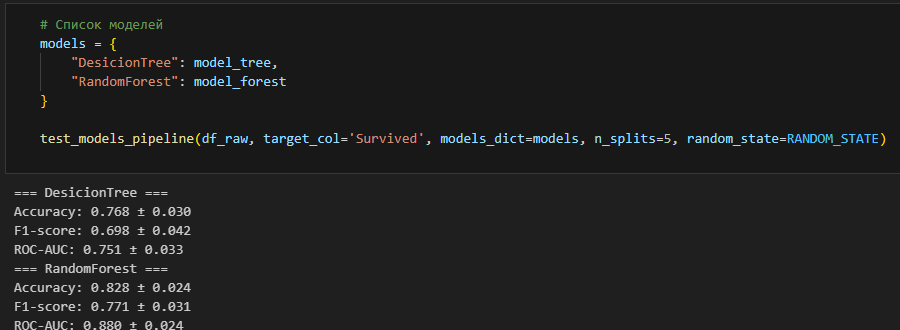 # Список моделей
models = {
    "DesicionTree": model_tree,
    "RandomForest": model_forest
}
test_models_pipeline(df_raw, target_col='Survived', models_dict=models, n_splits=5, random_state=RANDOM_STATE)
=== DesicionTree ===
Accuracy: 0.768 ± 0.030
F1-score: 0.698 ± 0.042
ROC-AUC: 0.751 ± 0.033
=== RandomForest ===
Accuracy: 0.828 ± 0.024
F1-score: 0.771 ± 0.031
ROC-AUC: 0.880 ± 0.024